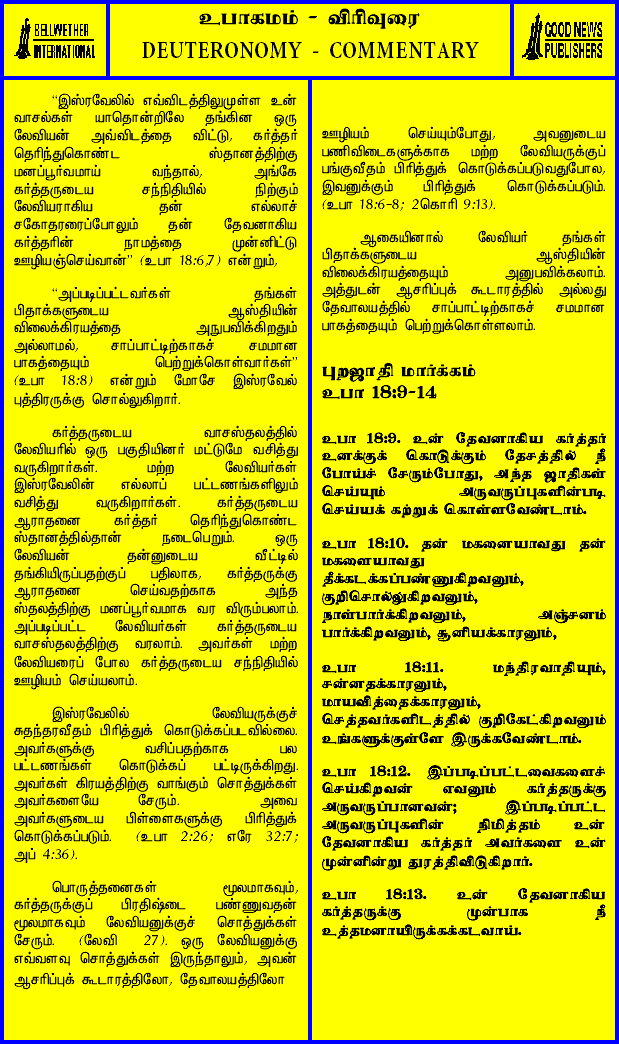 BELLWETHER
INTERNATIONAL
உபாகமம் - விரிவுரை
DEUTERONOMY - COMMENTARY
GOOD NEWS
PUBLISHERS
“இஸ்ரவேலில் எவ்விடத்திலுமுள்ள உன்
வாசல்கள் யாதொன்றிலே தங்கின ஒரு
லேவியன் அவ்விடத்தை விட்டு, கர்த்தர்
தெரிந்துகொண்ட ஸ்தானத்திற்கு
மனப்பூர்வமாய் வந்தால், அங்கே
கர்த்தருடைய சந்நிதியில் நிற்கும்
லேவியராகிய தன் எல்லாச்
சகோதரரைப்போலும் தன் தேவனாகிய
கர்த்தரின் நாமத்தை முன்னிட்டு
ஊழியஞ்செய்வான்” (உபா 18:6,7) என்றும்,
“அப்படிப்பட்டவர்கள் தங்கள்
பிதாக்களுடைய ஆஸ்தியின்
விலைக்கிரயத்தை அநுபவிக்கிறதும்
அல்லாமல், சாப்பாட்டிற்காகச் சமமான
பாகத்தையும் பெற்றுக்கொள்வார்கள்”
(உபா 18:8) என்றும் மோசே இஸ்ரவேல்
புத்திரருக்கு சொல்லுகிறார்.
கர்த்தருடைய வாசஸ்தலத்தில்
லேவியரில் ஒரு பகுதியினர் மட்டுமே வசித்து
வருகிறார்கள். மற்ற லேவியர்கள்
இஸ்ரவேலின் எல்லாப் பட்டணங்களிலும்
வசித்து வருகிறார்கள். கர்த்தருடைய
ஆராதனை கர்த்தர் தெரிந்துகொண்ட
ஸ்தானத்தில்தான் நடைபெறும். ஒரு
லேவியன் தன்னுடைய வீட்டில்
தங்கியிருப்பதற்குப் பதிலாக, கர்த்தருக்கு
ஆராதனை செய்வதற்காக அந்த
ஸ்தலத்திற்கு மனப்பூர்வமாக வர விரும்பலாம்.
அப்படிப்பட்ட லேவியர்கள் கர்த்தருடைய
வாசஸ்தலத்திற்கு வரலாம். அவர்கள் மற்ற
லேவியரைப் போல கர்த்தருடைய சந்நிதியில்
ஊழியம் செய்யலாம்.
இஸ்ரவேலில் லேவியருக்குச்
சுதந்தரவீதம் பிரித்துக் கொடுக்கப்படவில்லை.
அவர்களுக்கு வசிப்பதற்காக பல
பட்டணங்கள் கொடுக்கப் பட்டிருக்கிறது.
அவர்கள் கிரயத்திற்கு வாங்கும் சொத்துக்கள்
அவர்களையே சேரும். அவை
அவர்களுடைய பிள்ளைகளுக்கு பிரித்துக்
கொடுக்கப்படும். (உபா 2:26; எரே 32:7;
அப் 4:36).
பொருத்தனைகள் மூலமாகவும்,
கர்த்தருக்குப் பிரதிஷ்டை பண்ணுவதன்
மூலமாகவும் லேவியனுக்குச் சொத்துக்கள்
சேரும். (லேவி 27). ஒரு லேவியனுக்கு
எவ்வளவு சொத்துக்கள் இருந்தாலும், அவன்
ஆசரிப்புக் கூடாரத்திலோ, தேவாலயத்திலோ
ஊழியம் செய்யும்போது, அவனுடைய
பணிவிடைகளுக்காக மற்ற லேவியருக்குப்
பங்குவீதம் பிரித்துக் கொடுக்கப்படுவதுபோல,
இவனுக்கும் பிரித்துக் கொடுக்கப்படும்.
(உபா 18:6-8; 2கொரி 9:13).
ஆகையினால் லேவியர் தங்கள்
பிதாக்களுடைய ஆஸ்தியின்
விலைக்கிரயத்தையும் அனுபவிக்கலாம்.
அத்துடன் ஆசரிப்புக் கூடாரத்தில் அல்லது
தேவாலயத்தில் சாப்பாட்டிற்காகச் சமமான
பாகத்தையும் பெற்றுக்கொள்ளலாம்.
புறஜாதி மார்க்கம்
உபா 18:9-14
உபா 18:9. உன் தேவனாகிய கர்த்தர்
உனக்குக் கொடுக்கும் தேசத்தில் நீ
போய்ச் சேரும்போது, அந்த ஜாதிகள்
செய்யும் அருவருப்புகளின்படி
செய்யக் கற்றுக் கொள்ளவேண்டாம்.
உபா 18:10. தன் மகனையாவது தன்
மகளையாவது
தீக்கடக்கப்பண்ணுகிறவனும்,
குறிசொல்லுகிறவனும்,
நாள்பார்க்கிறவனும், அஞ்சனம்
பார்க்கிறவனும், சூனியக்காரனும்,
உபா 18:11. மந்திரவாதியும்,
சன்னதக்காரனும்,
மாயவித்தைக்காரனும்,
செத்தவர்களிடத்தில் குறிகேட்கிறவனும்
உங்களுக்குள்ளே இருக்கவேண்டாம்.
உபா 18:12. இப்படிப்பட்டவைகளைச்
செய்கிறவன் எவனும் கர்த்தருக்கு
அருவருப்பானவன்; இப்படிப்பட்ட
அருவருப்புகளின் நிமித்தம் உன்
தேவனாகிய கர்த்தர் அவர்களை உன்
முன்னின்று துரத்திவிடுகிறார்.
உபா 18:13. உன் தேவனாகிய
கர்த்தருக்கு முன்பாக நீ
உத்தமனாயிருக்கக்கடவாய்.